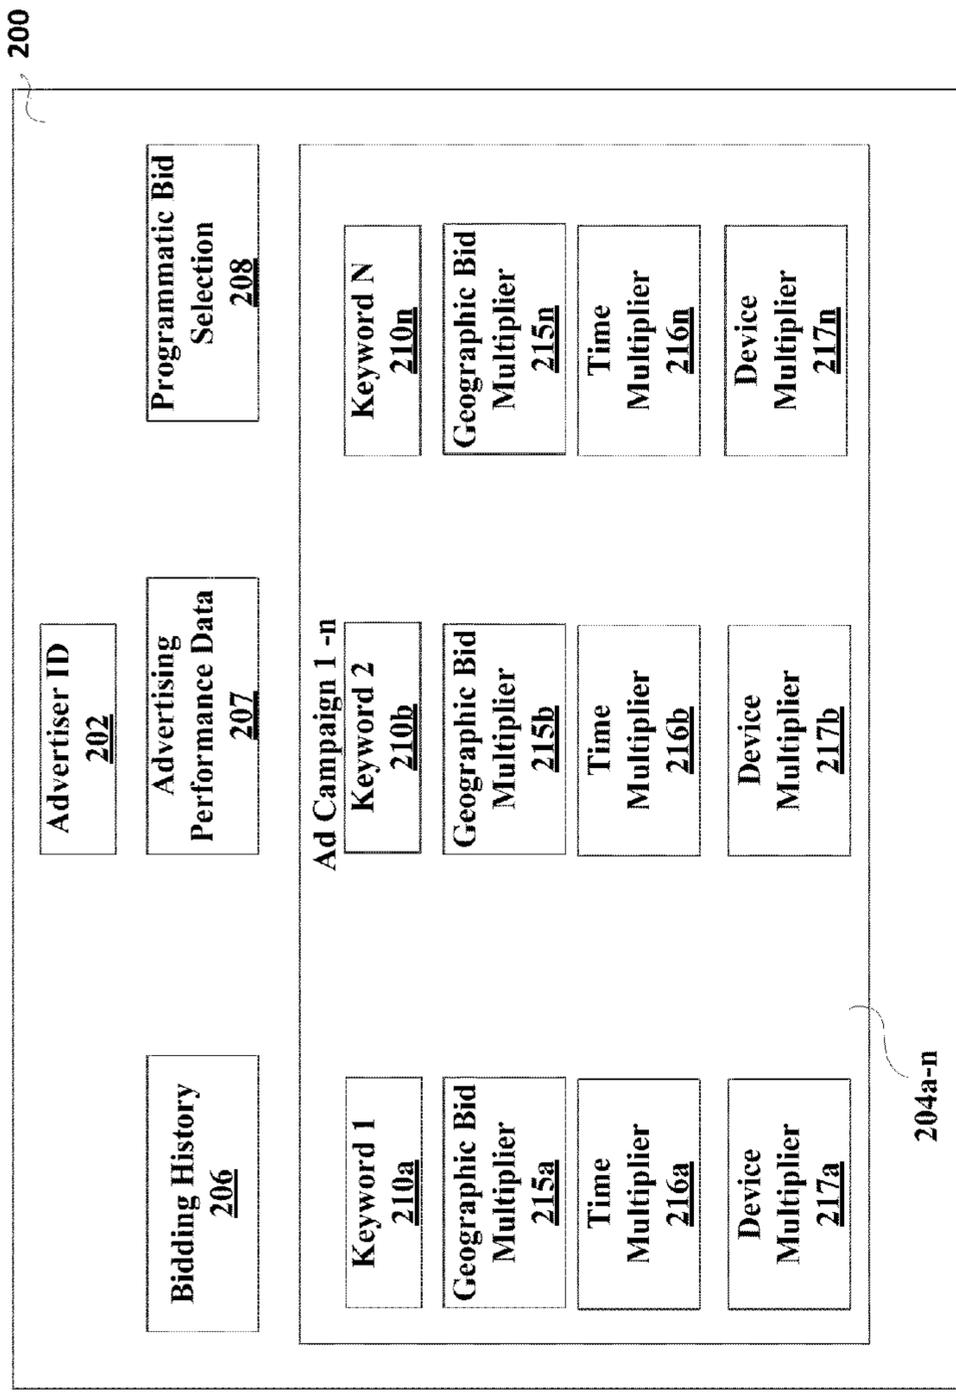 200
Advertiser ID
202
Bidding History
206
Advertising
Performance Data
207
Programmatic Bid
Selection
208
Ad Campaign 1 -n
Keyword 1
210a
Keyword 2
210b
Keyword N
210n
Geographic Bid
Multiplier
215a
Geographic Bid
Multiplier
215b
Geographic Bid
Multiplier
215n
Time
Multiplier
216a
Time
Multiplier
216b
Time
Multiplier
216n
Device
Multiplier
217a
Device
Multiplier
217b
Device
Multiplier
217n
204a-n